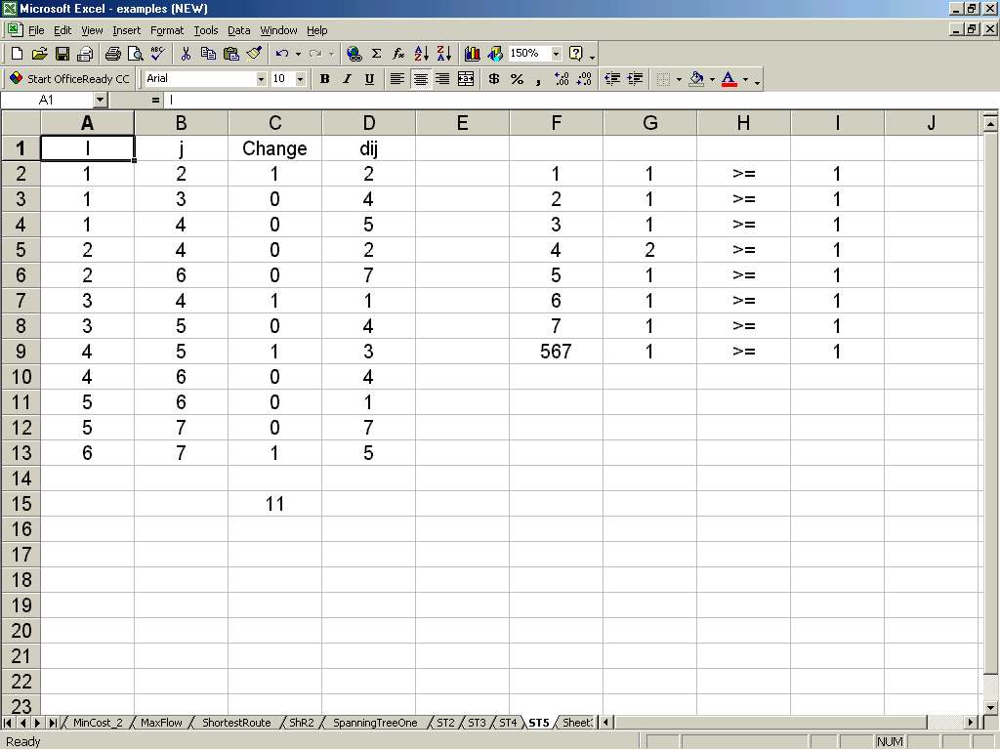 Microsoft Excel - examples (NEW)
File Edit View Insert Format Tools Data Window Help
150%
Start OfficeReady CC Arial 10 B I U $ % ,
A1 = I
A B C D E F G H I J
1 I j Change dij
2 1 2 1 2 1 1 >= 1
3 1 3 0 4 2 1 >= 1
4 1 4 0 5 3 1 >= 1
5 2 4 0 2 4 2 >= 1
6 2 6 0 7 5 1 >= 1
7 3 4 1 1 6 1 >= 1
8 3 5 0 4 7 1 >= 1
9 4 5 1 3 567 1 >= 1
10 4 6 0 4
11 5 6 0 1
12 5 7 0 7
13 6 7 1 5
14
15 11
16
17
18
19
20
21
22
23
MinCost_2 MaxFlow ShortestRoute ShR2 SpanningTreeOne ST2 ST3 ST4 ST5 Sheet
Ready NUM